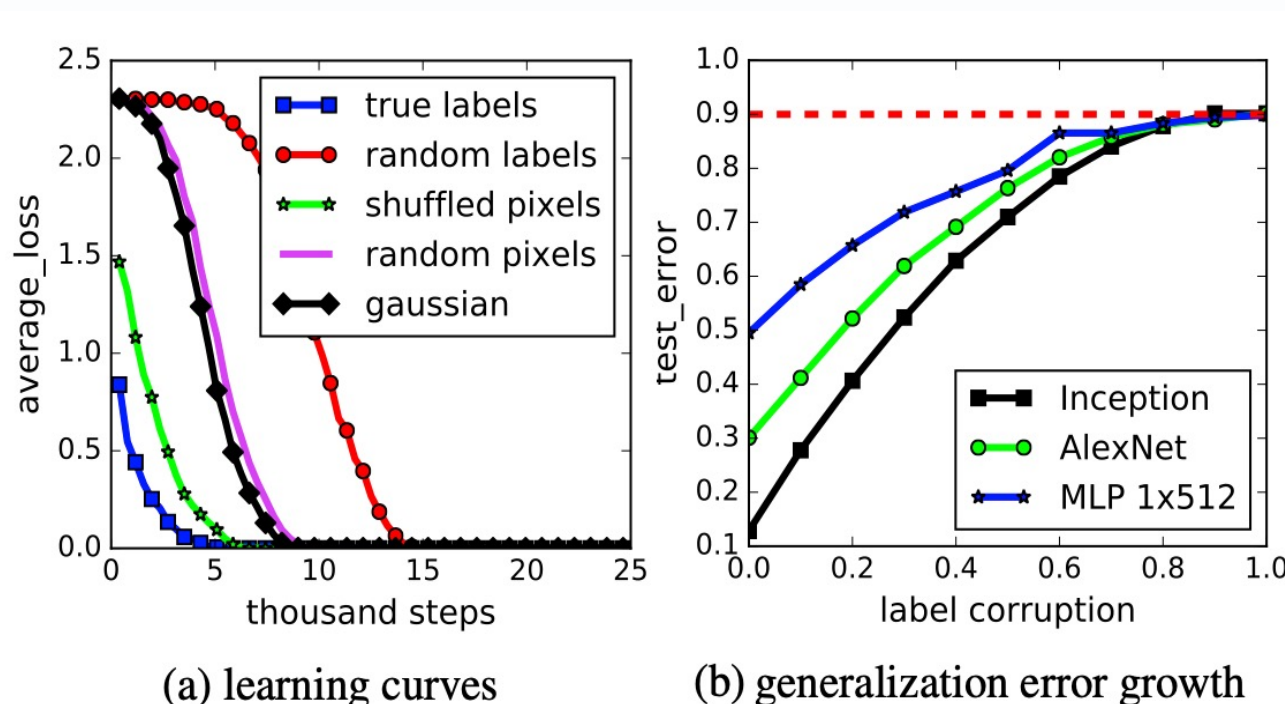 2.5
2.0
1.5
1.0
0.5
0.0
average_loss
true labels
random labels
shuffled pixels
random pixels
gaussian
0 5 10 15 20 25
thousand steps
(a) learning curves
1.0
0.9
0.8
0.7
0.6
0.5
0.4
0.3
0.2
0.1
test_error
Inception
AlexNet
MLP 1x512
0.0 0.2 0.4 0.6 0.8 1.0
label corruption
(b) generalization error growth